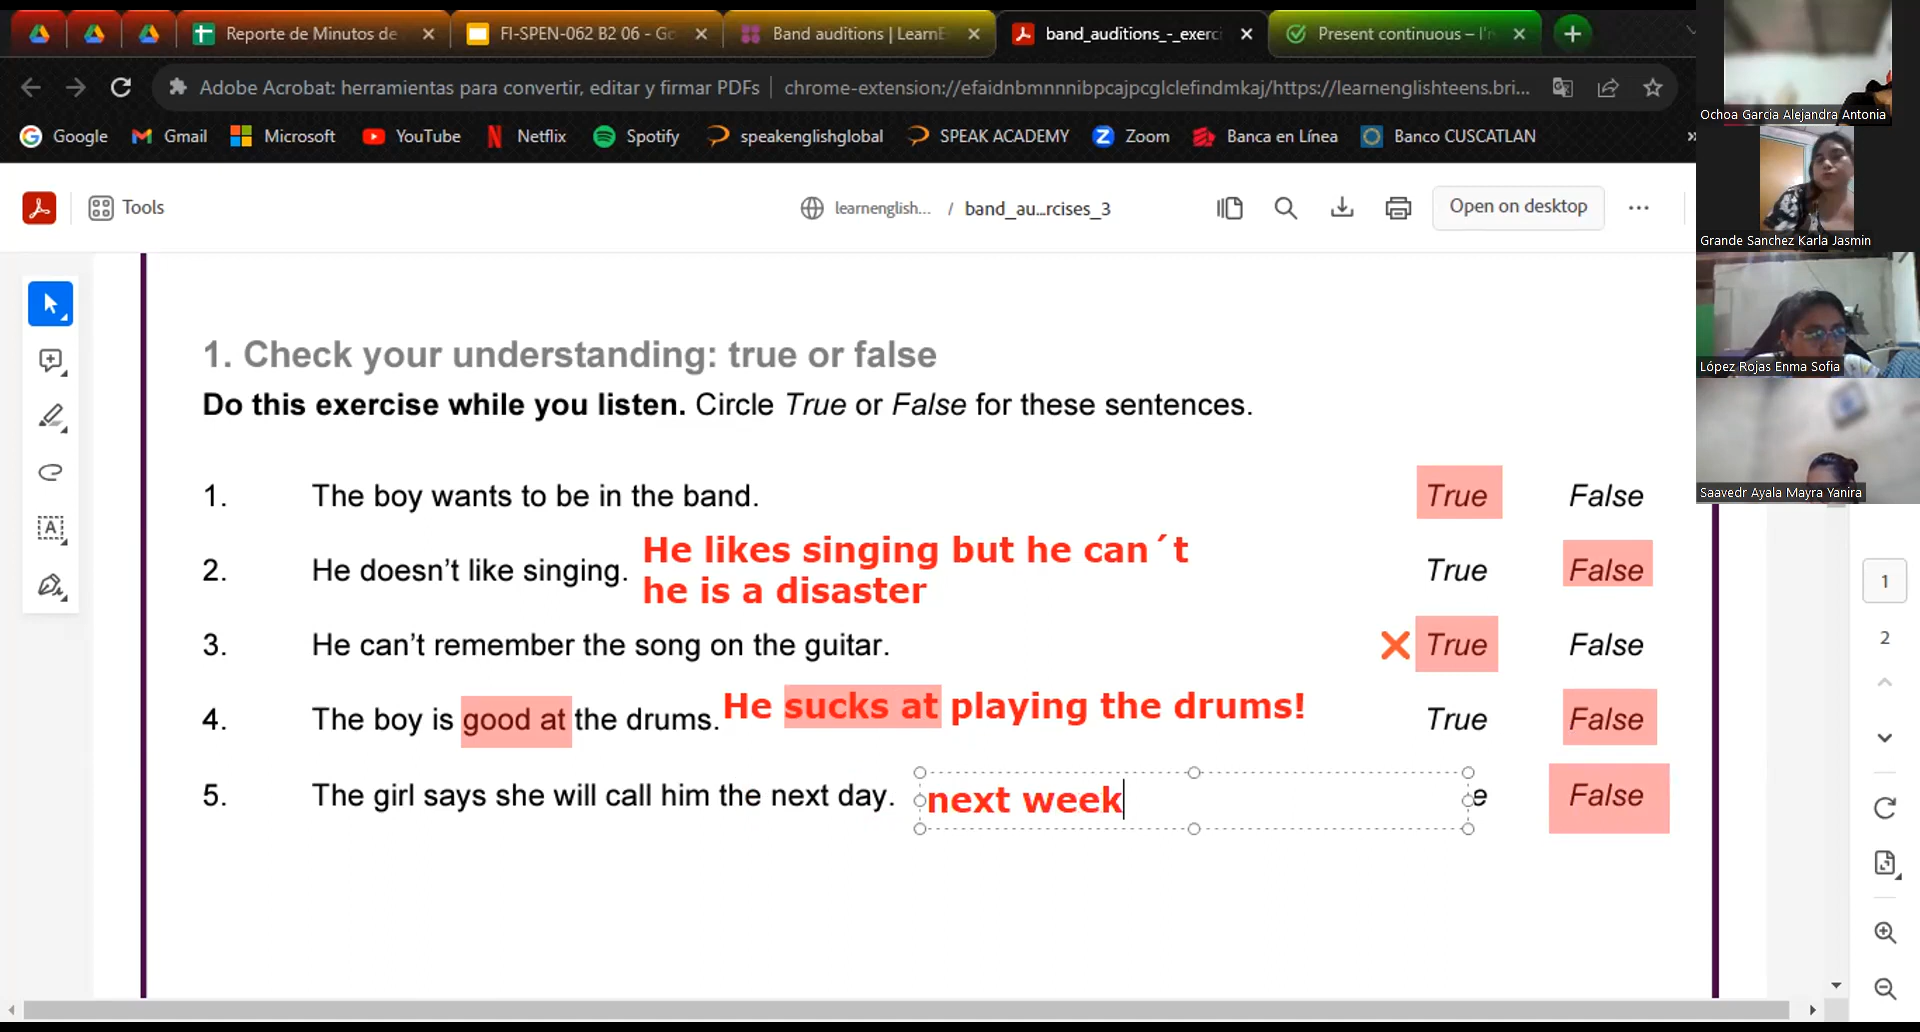 Reporte de Minutos de
FI-SPEN-062 B2 06 - Go
Band auditions | LearnE
band_auditions_-_exerci
Present continuous – I'
Adobe Acrobat: herramientas para convertir, editar y firmar PDFs
chrome-extension://efaidnbmnnnibpcajpcglclefindmkaj/https://learnenglishteens.bri...
Google
Gmail
Microsoft
YouTube
Netflix
Spotify
speakenglishglobal
SPEAK ACADEMY
Zoom
Banca en Línea
Banco CUSCATLAN
»
Tools
learnenglish... / band_au...rcises_3
Open on desktop
1. Check your understanding: true or false
Do this exercise while you listen. Circle True or False for these sentences.
1. The boy wants to be in the band. True False
2. He doesn’t like singing. True False
He likes singing but he can´t
he is a disaster
3. He can’t remember the song on the guitar. True False
4. The boy is good at the drums. True False
He sucks at playing the drums!
5. The girl says she will call him the next day. next week e False
1
2
Ochoa Garcia Alejandra Antonia
Grande Sanchez Karla Jasmin
López Rojas Enma Sofia
Saavedr Ayala Mayra Yanira